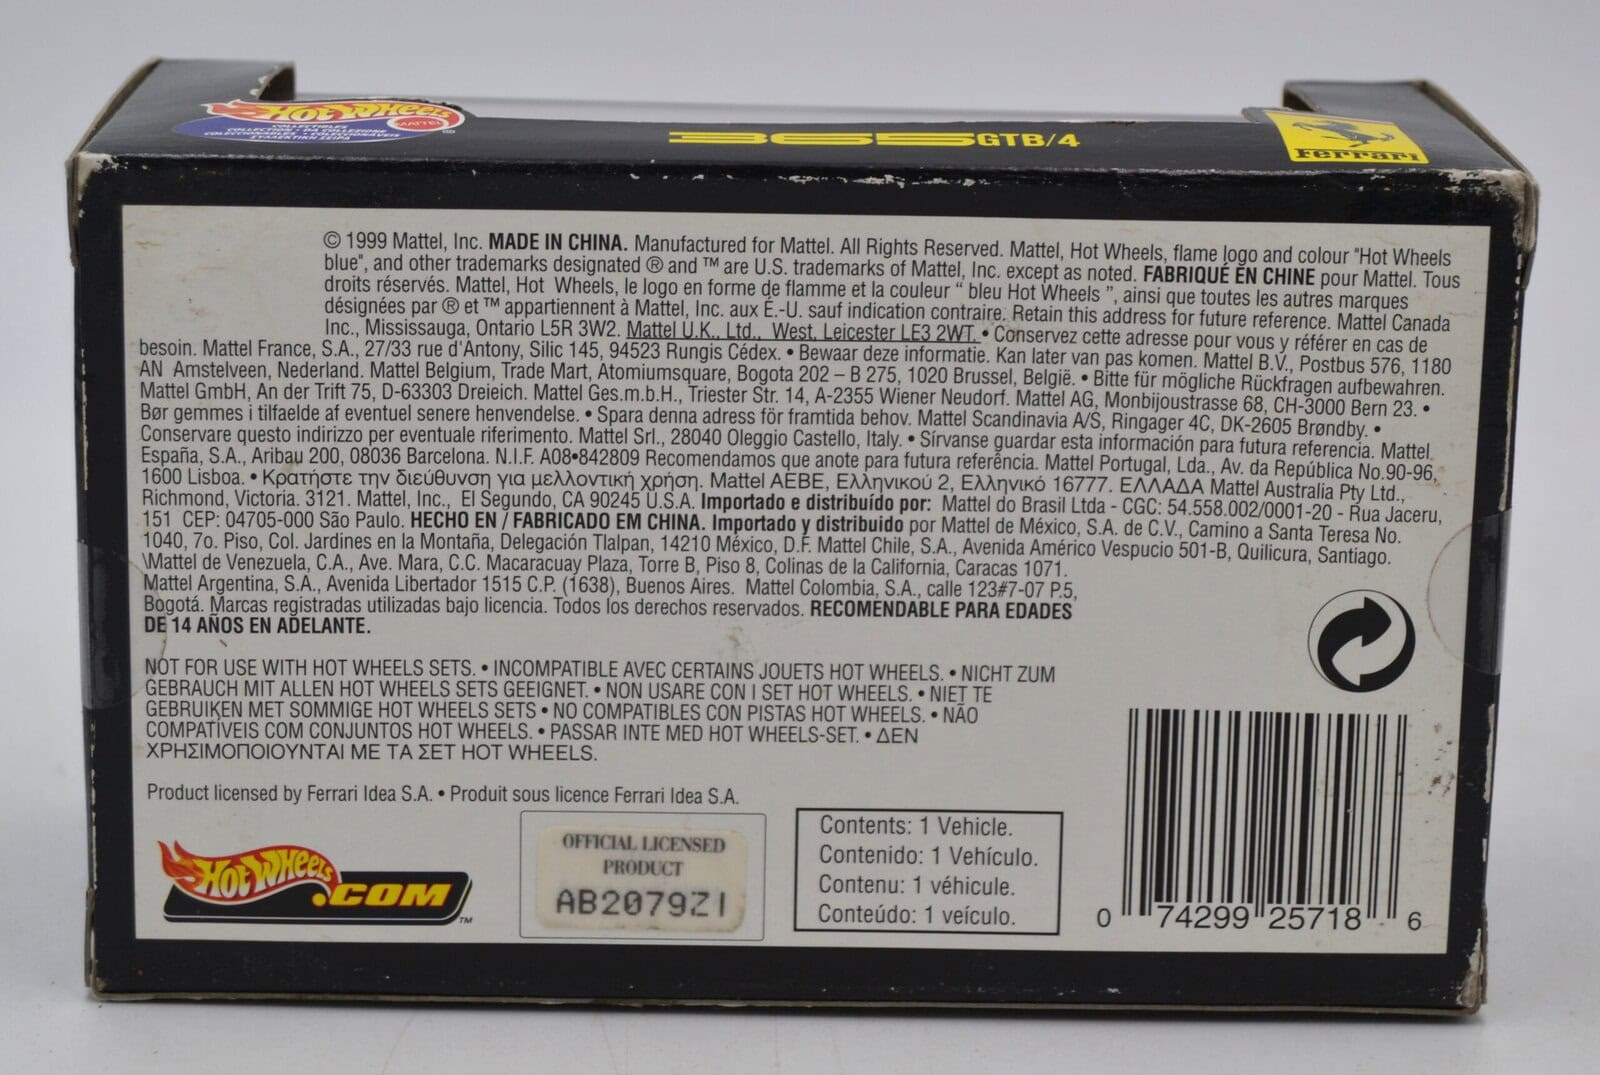 HOT WHEELS
MATTEL
®
COLLECTION • DA COLLEZIONE
365GTB/4
Ferrari
© 1999 Mattel, Inc. MADE IN CHINA. Manufactured for Mattel. All Rights Reserved. Mattel, Hot Wheels, flame logo and colour "Hot Wheels
blue", and other trademarks designated ® and ™ are U.S. trademarks of Mattel, Inc. except as noted. FABRIQUÉ EN CHINE pour Mattel. Tous
droits réservés. Mattel, Hot Wheels, le logo en forme de flamme et la couleur " bleu Hot Wheels ", ainsi que toutes les autres marques
désignées par ® et ™ appartiennent à Mattel, Inc. aux É.-U. sauf indication contraire. Retain this address for future reference. Mattel Canada
Inc., Mississauga, Ontario L5R 3W2. Mattel U.K., Ltd., West, Leicester LE3 2WT. • Conservez cette adresse pour vous y référer en cas de
besoin. Mattel France, S.A., 27/33 rue d'Antony, Silic 145, 94523 Rungis Cédex. • Bewaar deze informatie. Kan later van pas komen. Mattel B.V., Postbus 576, 1180
AN Amstelveen, Nederland. Mattel Belgium, Trade Mart, Atomiumsquare, Bogota 202 – B 275, 1020 Brussel, België. • Bitte für mögliche Rückfragen aufbewahren.
Mattel GmbH, An der Trift 75, D-63303 Dreieich. Mattel Ges.m.b.H., Triester Str. 14, A-2355 Wiener Neudorf. Mattel AG, Monbijoustrasse 68, CH-3000 Bern 23. •
Bør gemmes i tilfaelde af eventuel senere henvendelse. • Spara denna adress för framtida behov. Mattel Scandinavia A/S, Ringager 4C, DK-2605 Brøndby. •
Conservare questo indirizzo per eventuale riferimento. Mattel Srl., 28040 Oleggio Castello, Italy. • Sírvanse guardar esta información para futura referencia. Mattel
España, S.A., Aribau 200, 08036 Barcelona. N.I.F. A08•842809 Recomendamos que anote para futura referência. Mattel Portugal, Lda., Av. da República No.90-96,
1600 Lisboa. • Κρατήστε την διεύθυνση για μελλοντική χρήση. Mattel AEBE, Ελληνικού 2, Ελληνικό 16777. ΕΛΛΑΔΑ Mattel Australia Pty Ltd.,
Richmond, Victoria. 3121. Mattel, Inc., El Segundo, CA 90245 U.S.A. Importado e distribuído por: Mattel do Brasil Ltda - CGC: 54.558.002/0001-20 - Rua Jaceru,
151 CEP: 04705-000 São Paulo. HECHO EN / FABRICADO EM CHINA. Importado y distribuido por Mattel de México, S.A. de C.V., Camino a Santa Teresa No.
1040, 7o. Piso, Col. Jardines en la Montaña, Delegación Tlalpan, 14210 México, D.F. Mattel Chile, S.A., Avenida Américo Vespucio 501-B, Quilicura, Santiago.
\Mattel de Venezuela, C.A., Ave. Mara, C.C. Macaracuay Plaza, Torre B, Piso 8, Colinas de la California, Caracas 1071.
Mattel Argentina, S.A., Avenida Libertador 1515 C.P. (1638), Buenos Aires. Mattel Colombia, S.A., calle 123#7-07 P.5,
Bogotá. Marcas registradas utilizadas bajo licencia. Todos los derechos reservados. RECOMENDABLE PARA EDADES
DE 14 AÑOS EN ADELANTE.
NOT FOR USE WITH HOT WHEELS SETS. • INCOMPATIBLE AVEC CERTAINS JOUETS HOT WHEELS. • NICHT ZUM
GEBRAUCH MIT ALLEN HOT WHEELS SETS GEEIGNET. • NON USARE CON I SET HOT WHEELS. • NIET TE
GEBRUIKEN MET SOMMIGE HOT WHEELS SETS • NO COMPATIBLES CON PISTAS HOT WHEELS. • NÃO
COMPATÍVEIS COM CONJUNTOS HOT WHEELS. • PASSAR INTE MED HOT WHEELS-SET. • ΔΕΝ
ΧΡΗΣΙΜΟΠΟΙΟΥΝΤΑΙ ΜΕ ΤΑ ΣΕΤ HOT WHEELS.
Product licensed by Ferrari Idea S.A. • Produit sous licence Ferrari Idea S.A.
HOT WHEELS
.COM
™
OFFICIAL LICENSED
PRODUCT
AB2079ZI
Contents: 1 Vehicle.
Contenido: 1 Vehículo.
Contenu: 1 véhicule.
Conteúdo: 1 veículo.
0 74299 25718 6